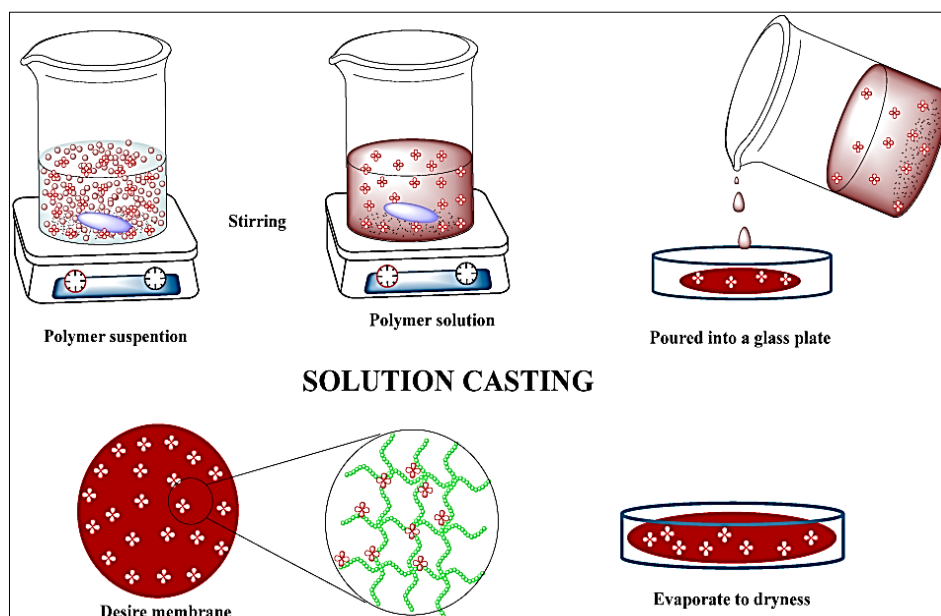 Stirring
Polymer suspention
Polymer solution
Poured into a glass plate
SOLUTION CASTING
Desire membrane
Evaporate to dryness